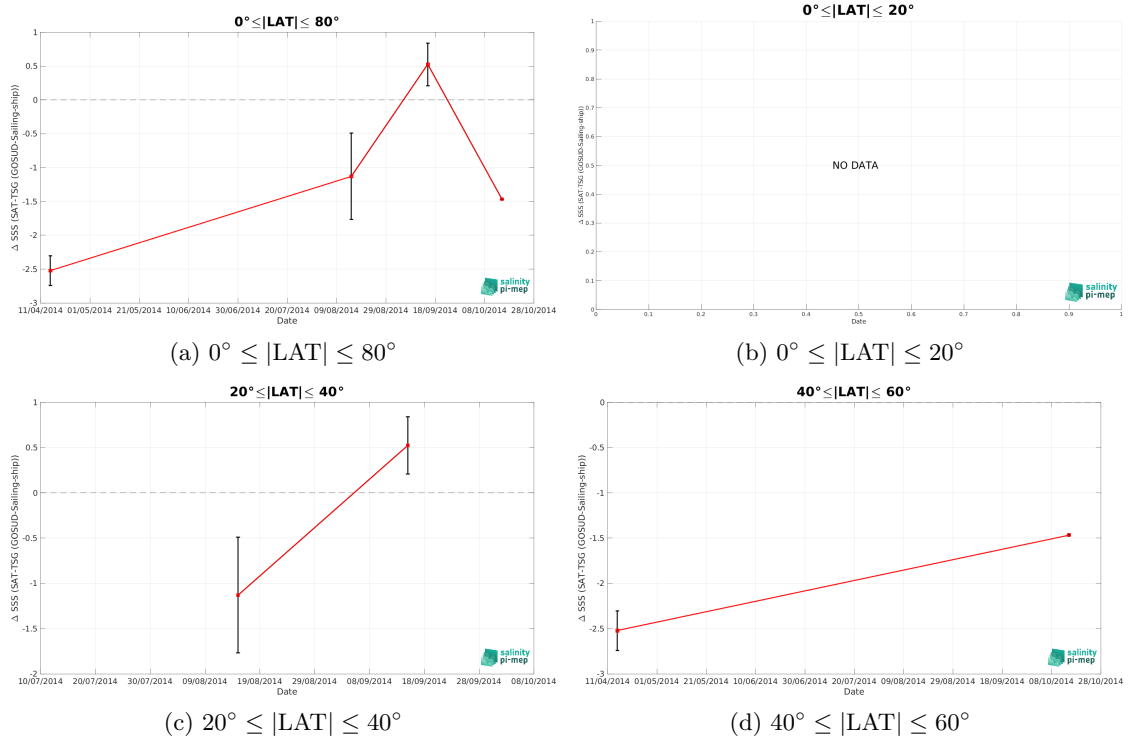 0°≤|LAT|≤ 80°
1
0.5
0
-0.5
-1
-1.5
-2
-2.5
-3
Δ SSS (SAT-TSG (GOSUD-Sailing-ship))
11/04/2014 01/05/2014 21/05/2014 10/06/2014 30/06/2014 20/07/2014 09/08/2014 29/08/2014 18/09/2014 08/10/2014 28/10/2014
Date
salinity
pi-mep
(a) 0° ≤ |LAT| ≤ 80°
0°≤|LAT|≤ 20°
1
0.9
0.8
0.7
0.6
0.5
0.4
0.3
0.2
0.1
0
Δ SSS (SAT-TSG (GOSUD-Sailing-ship))
NO DATA
0 0.1 0.2 0.3 0.4 0.5 0.6 0.7 0.8 0.9 1
Date
salinity
pi-mep
(b) 0° ≤ |LAT| ≤ 20°
20°≤|LAT|≤ 40°
1
0.5
0
-0.5
-1
-1.5
-2
Δ SSS (SAT-TSG (GOSUD-Sailing-ship))
10/07/2014 20/07/2014 30/07/2014 09/08/2014 19/08/2014 29/08/2014 08/09/2014 18/09/2014 28/09/2014 08/10/2014
Date
salinity
pi-mep
(c) 20° ≤ |LAT| ≤ 40°
40°≤|LAT|≤ 60°
0
-0.5
-1
-1.5
-2
-2.5
-3
Δ SSS (SAT-TSG (GOSUD-Sailing-ship))
11/04/2014 01/05/2014 21/05/2014 10/06/2014 30/06/2014 20/07/2014 09/08/2014 29/08/2014 18/09/2014 08/10/2014 28/10/2014
Date
salinity
pi-mep
(d) 40° ≤ |LAT| ≤ 60°